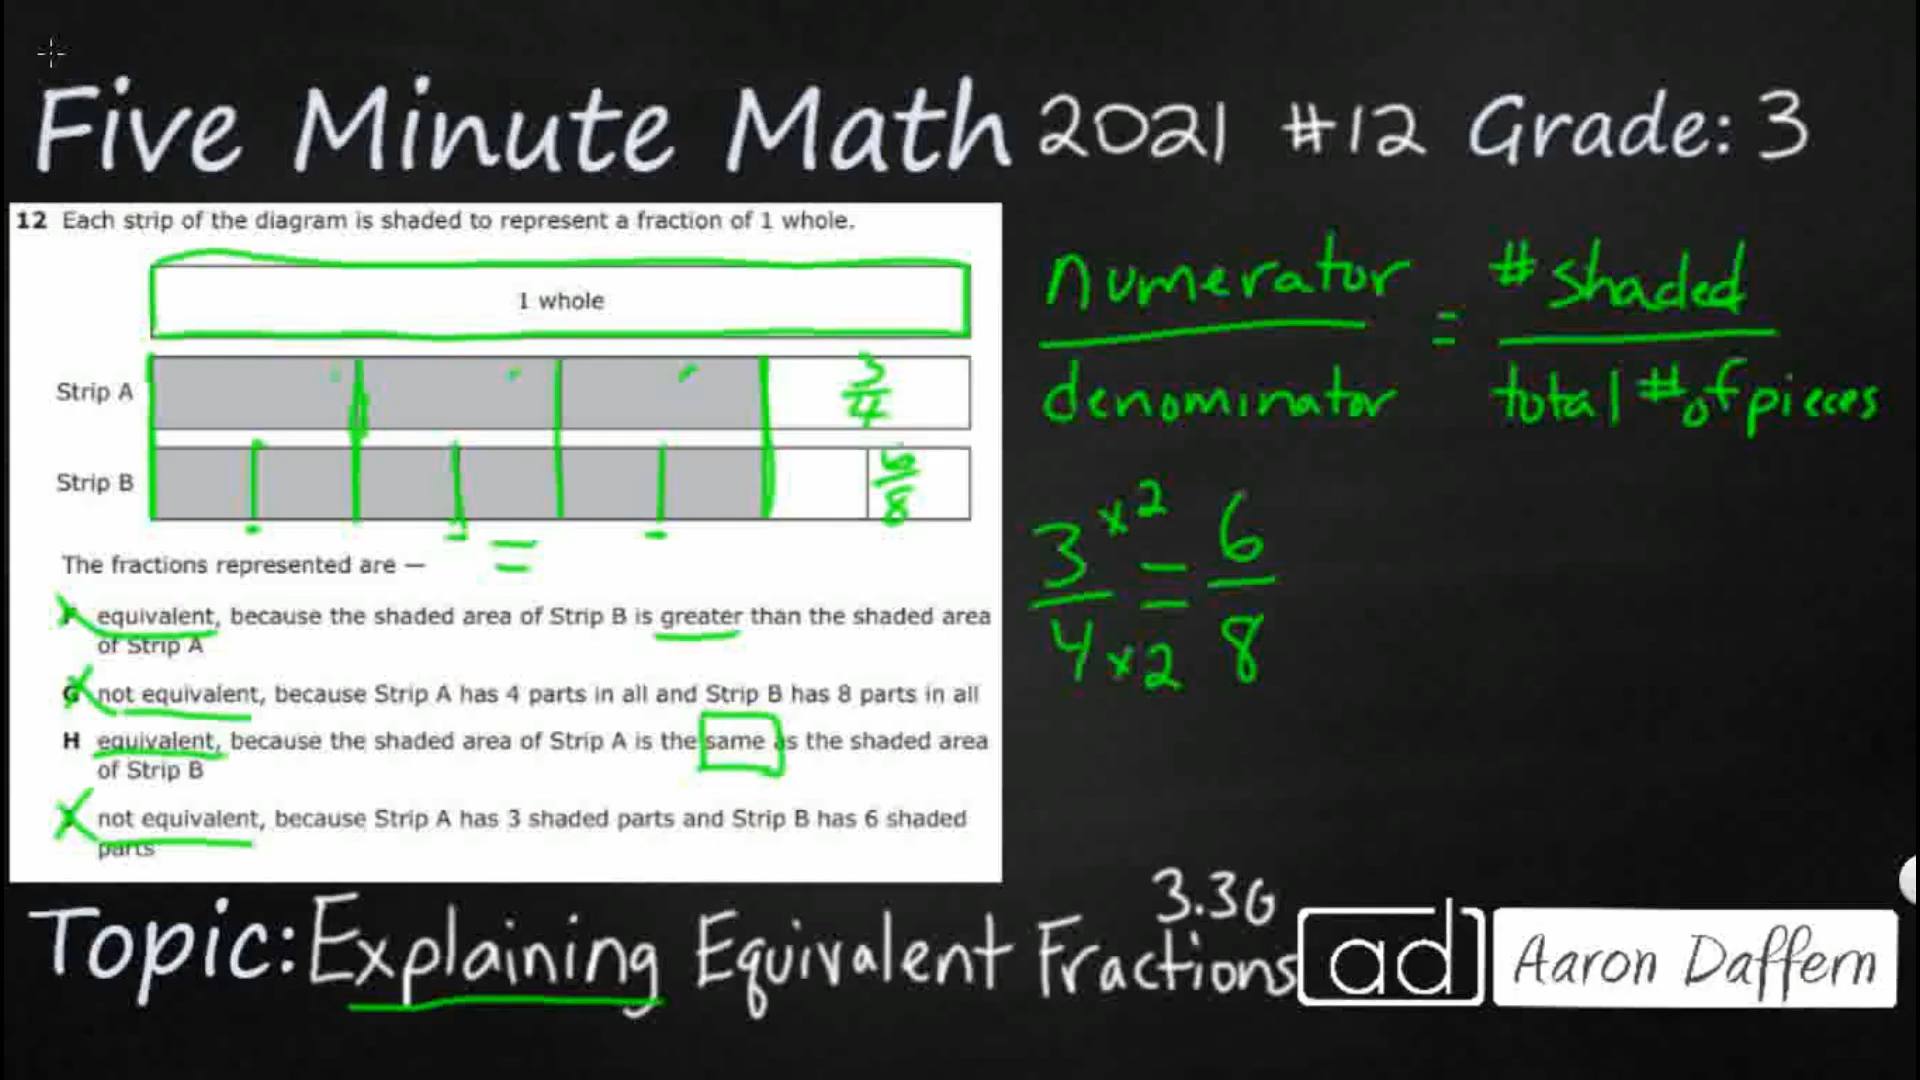 Five Minute Math 2021 #12 Grade: 3
12 Each strip of the diagram is shaded to represent a fraction of 1 whole.
1 whole
Strip A
3
4
Strip B
6
8
=
The fractions represented are —
F equivalent, because the shaded area of Strip B is greater than the shaded area
of Strip A
G not equivalent, because Strip A has 4 parts in all and Strip B has 8 parts in all
H equivalent, because the shaded area of Strip A is the same as the shaded area
of Strip B
not equivalent, because Strip A has 3 shaded parts and Strip B has 6 shaded
parts
numerator = # shaded
denominator total # of pieces
3 x2 = 6
4 x2 8
3.3G
Topic: Explaining Equivalent Fractions
ad Aaron Daffern